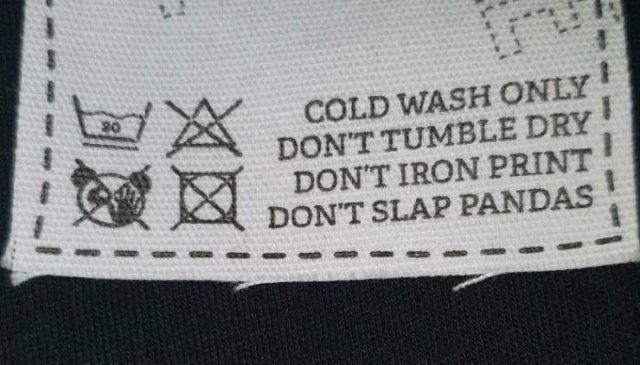 30
COLD WASH ONLY
DON'T TUMBLE DRY
DON'T IRON PRINT
DON'T SLAP PANDAS